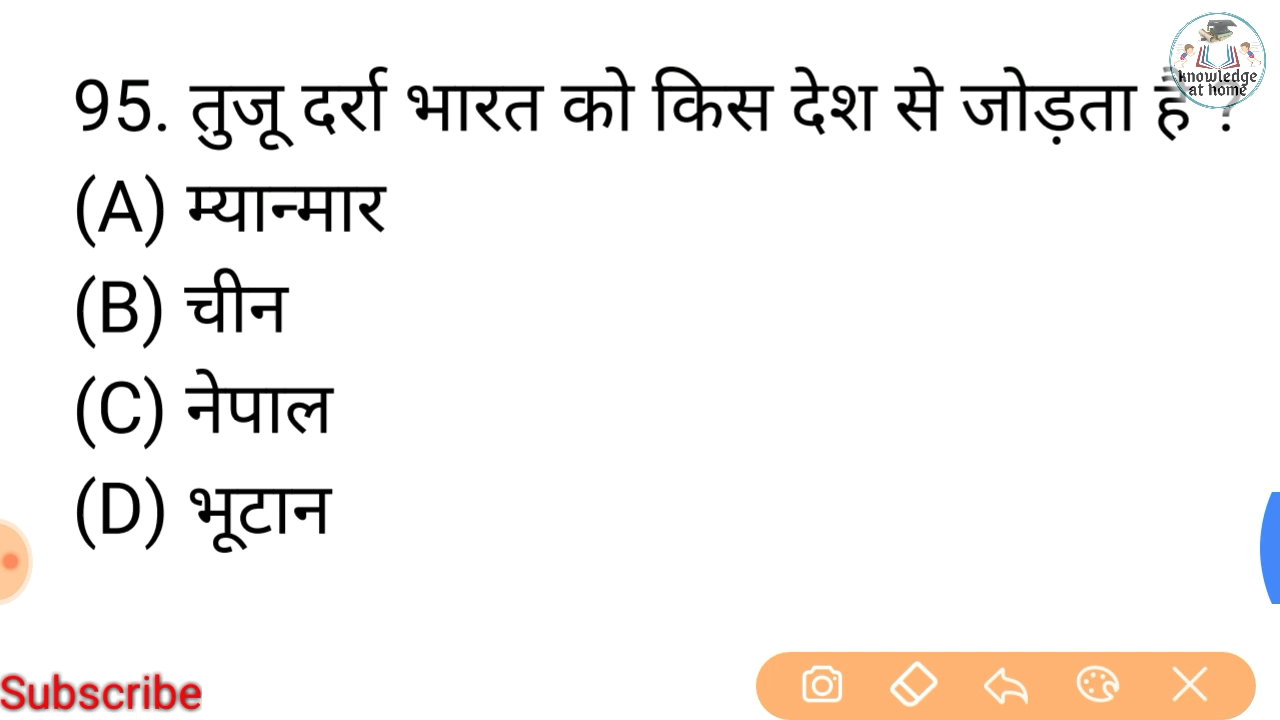 knowledge
at home
95. तुजू दर्रा भारत को किस देश से जोड़ता है ?
(A) म्यान्मार
(B) चीन
(C) नेपाल
(D) भूटान
Subscribe